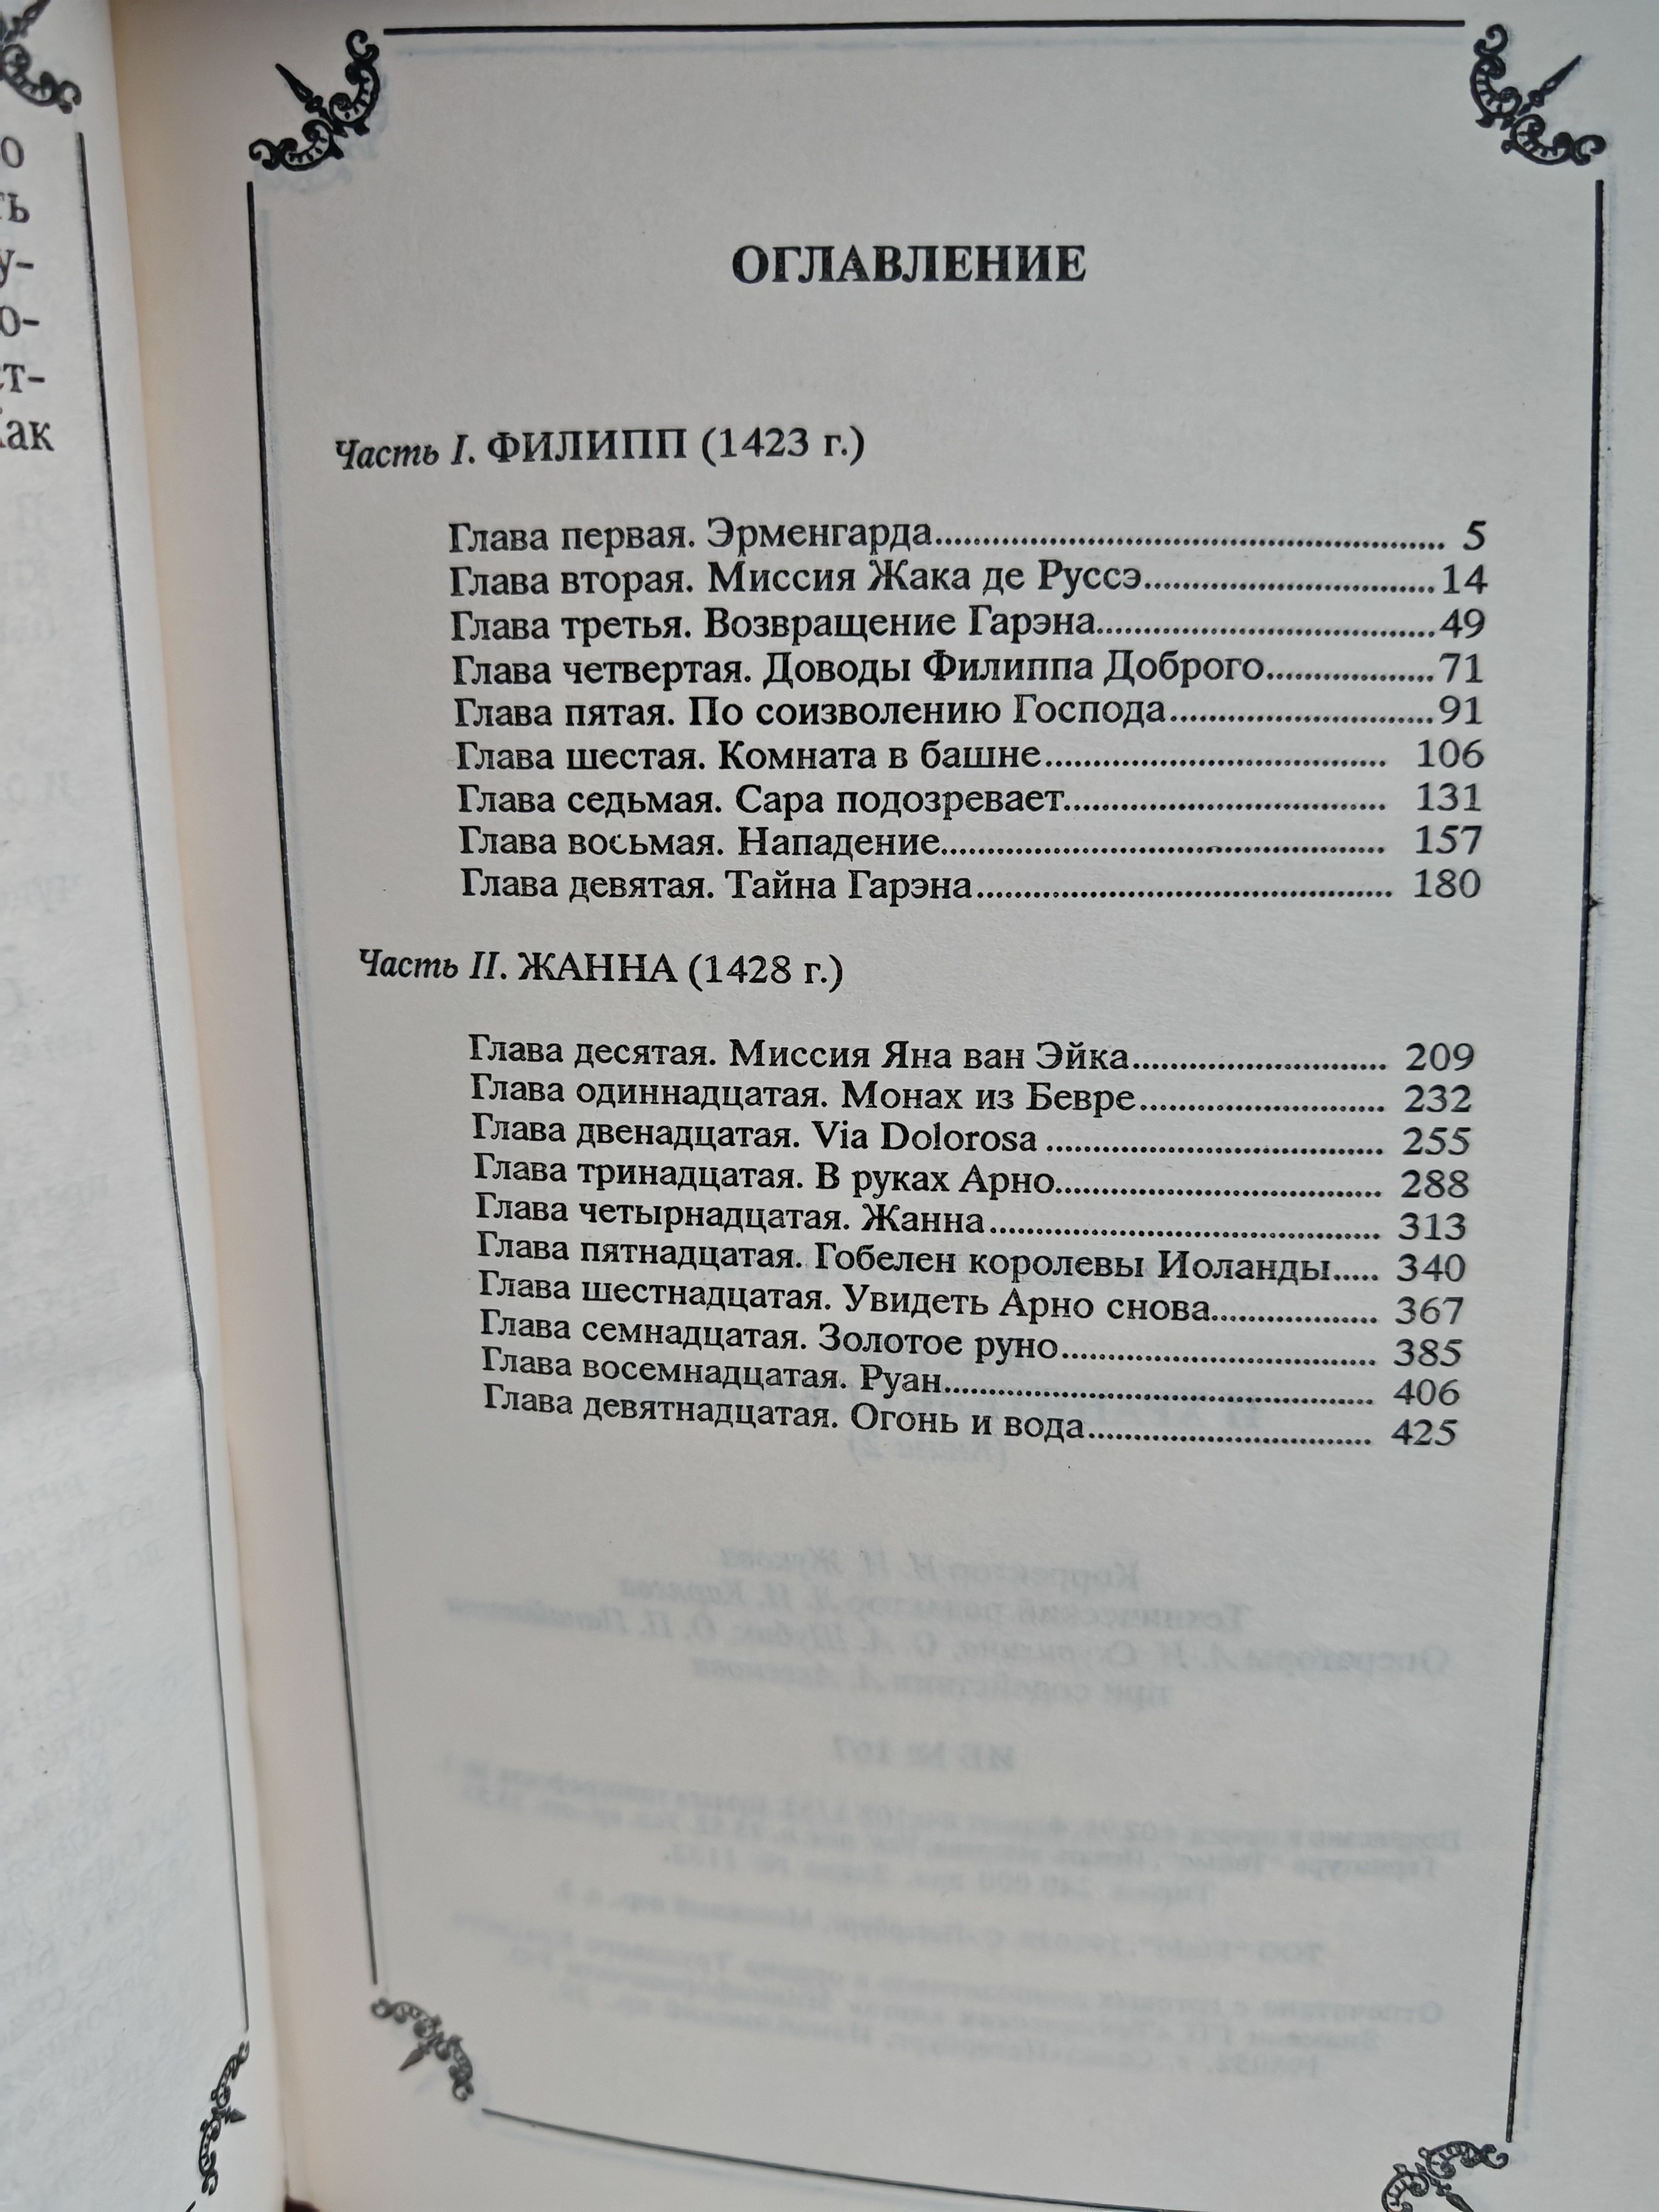 о
ть
у-
о-
ст-
Как
ОГЛАВЛЕНИЕ
Часть I. ФИЛИПП (1423 г.)
Глава первая. Эрменгарда........ 5
Глава вторая. Миссия Жака де Руссэ........ 14
Глава третья. Возвращение Гарэна........ 49
Глава четвертая. Доводы Филиппа Доброго........ 71
Глава пятая. По соизволению Господа........ 91
Глава шестая. Комната в башне........ 106
Глава седьмая. Сара подозревает........ 131
Глава восьмая. Нападение........ 157
Глава девятая. Тайна Гарэна........ 180
Часть II. ЖАННА (1428 г.)
Глава десятая. Миссия Яна ван Эйка........ 209
Глава одиннадцатая. Монах из Бевре........ 232
Глава двенадцатая. Via Dolorosa ........ 255
Глава тринадцатая. В руках Арно........ 288
Глава четырнадцатая. Жанна........ 313
Глава пятнадцатая. Гобелен королевы Иоланды..... 340
Глава шестнадцатая. Увидеть Арно снова........ 367
Глава семнадцатая. Золотое руно........ 385
Глава восемнадцатая. Руан........ 406
Глава девятнадцатая. Огонь и вода........ 425